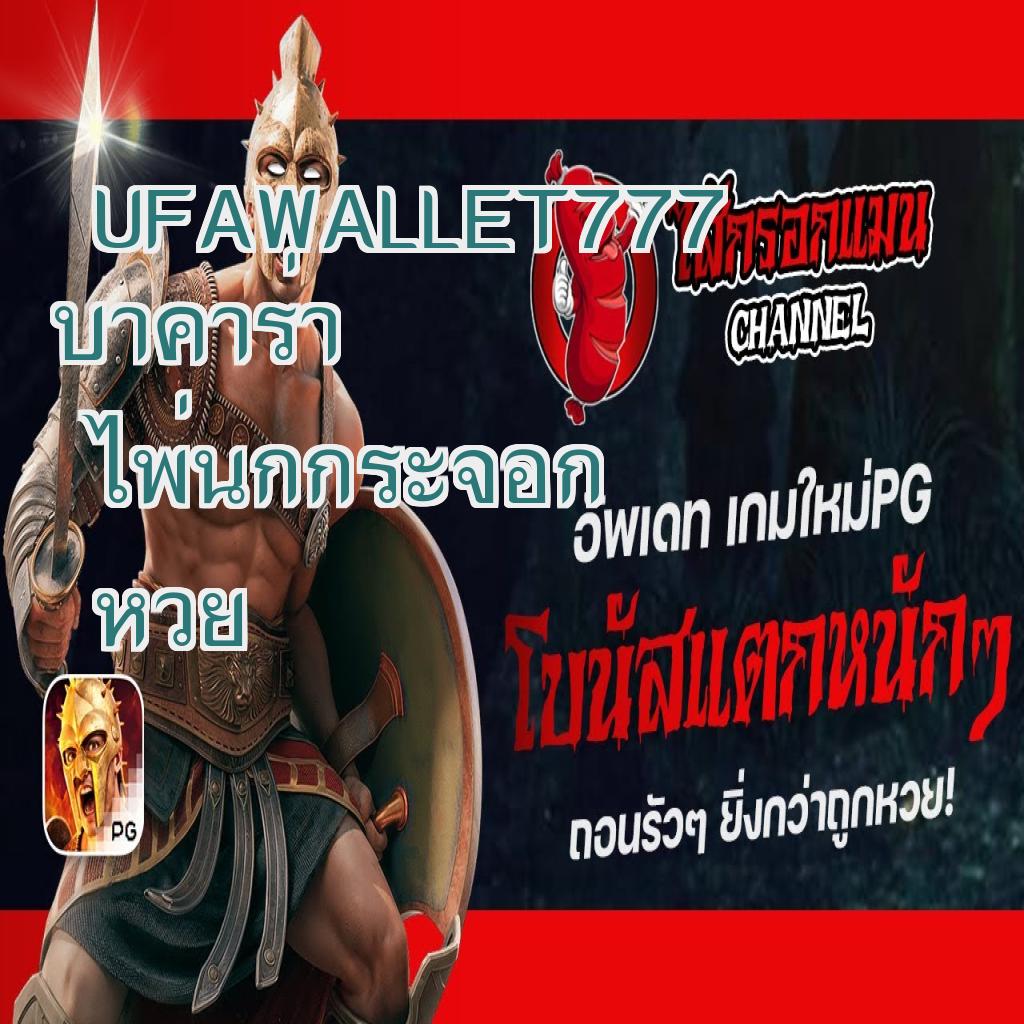 UFAWALLET777
บาคาร่า
ไพ่นกกระจอก
หวย
ไส้กรอกแมน
CHANNEL
อัพเดท เกมใหม่PG
โบนัสแตกหนักๆ
ถอนรัวๆ ยิ่งกว่าถูกหวย!
PG